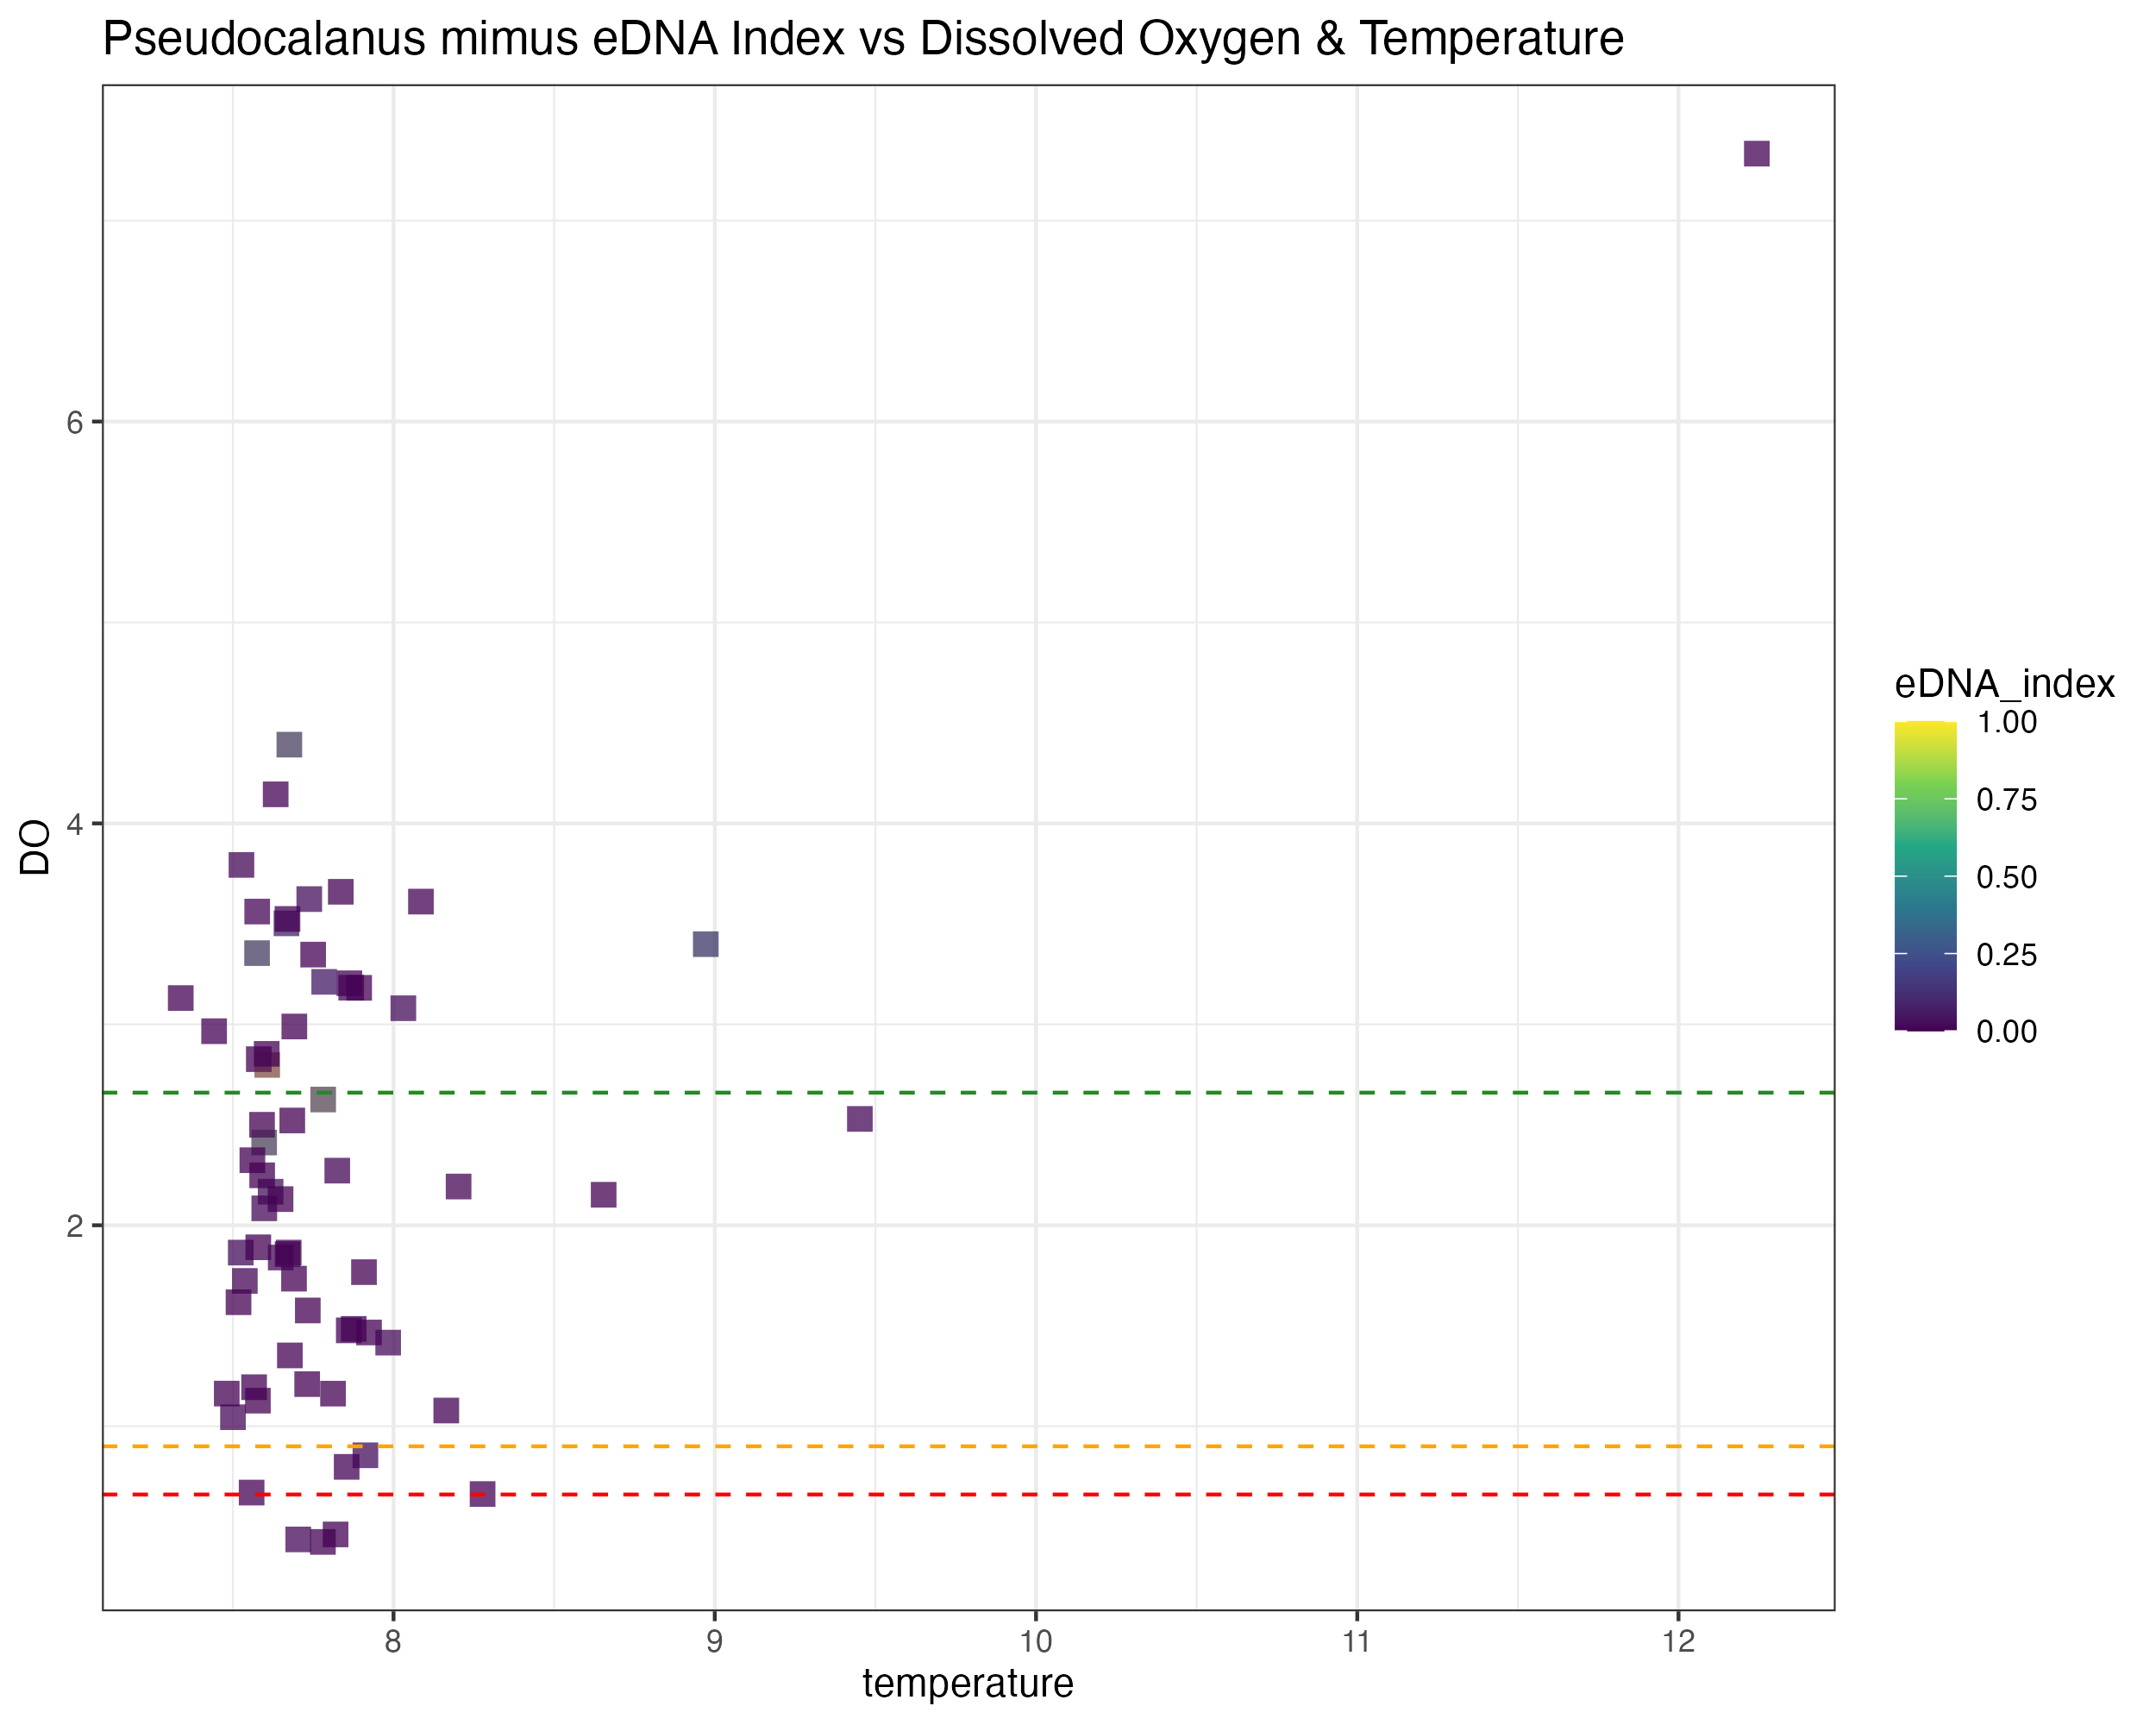 Pseudocalanus mimus eDNA Index vs Dissolved Oxygen & Temperature
6
4
2
DO
8 9 10 11 12
temperature
eDNA_index
1.00
0.75
0.50
0.25
0.00